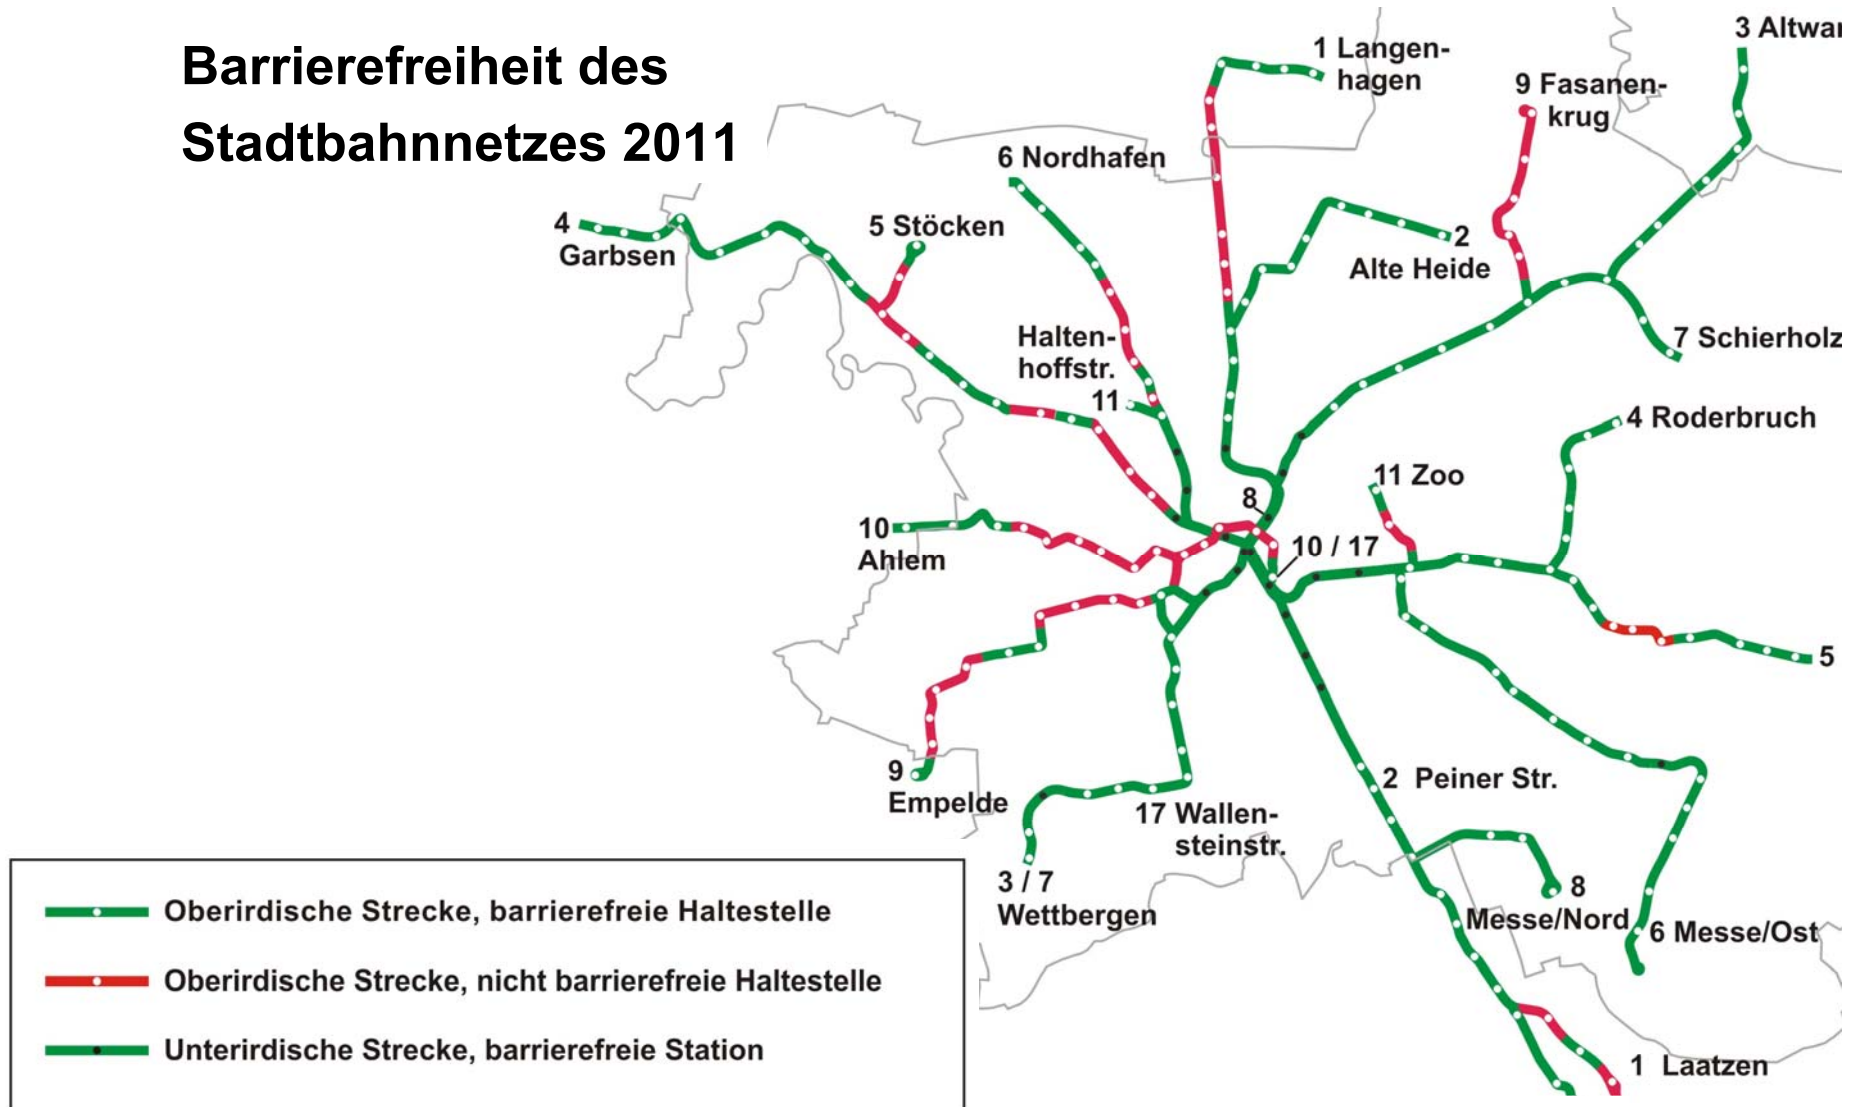 Barrierefreiheit des
Stadtbahnnetzes 2011
1 Langen-
hagen
3 Altwar
9 Fasanen-
krug
6 Nordhafen
4
Garbsen
5 Stöcken
2
Alte Heide
Halten-
hoffstr.
11
7 Schierholz
4 Roderbruch
11 Zoo
8
10
Ahlem
10 / 17
5
9
Empelde
2 Peiner Str.
17 Wallen-
steinstr.
3 / 7
Wettbergen
8
Messe/Nord
6 Messe/Ost
1 Laatzen
Oberirdische Strecke, barrierefreie Haltestelle
Oberirdische Strecke, nicht barrierefreie Haltestelle
Unterirdische Strecke, barrierefreie Station